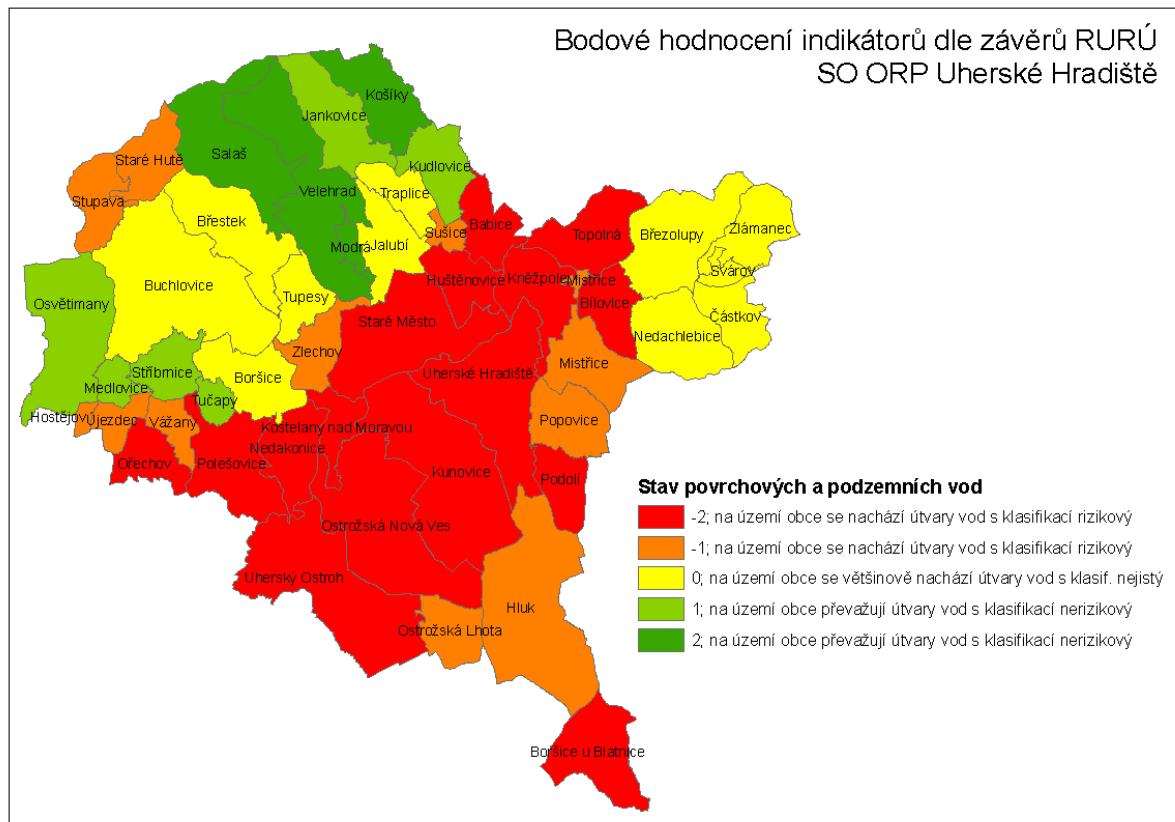 Bodové hodnocení indikátorů dle závěrů RURÚ
SO ORP Uherské Hradiště
Košíky
Jankovice
Salaš
Staré Hutě
Kudlovice
Stupava
Velehrad
Traplice
Břestek
Sušice
Babice
Topolná
Březolupy
Zlámanec
Modrá
Jalubí
Svárov
Buchlovice
Huštěnovice
Kněžpole
Mistřice
Osvětimany
Tupesy
Bílovice
Staré Město
Částkov
Nedachlebice
Zlechov
Mistřice
Stříbrnice
Boršice
Uherské Hradiště
Medlovice
Tučapy
Hostějov
Újezdec
Vážany
Popovice
Kostelany nad Moravou
Nedakonice
Ořechov
Polešovice
Kunovice
Podolí
Ostrožská Nová Ves
Uherský Ostroh
Hluk
Ostrožská Lhota
Boršice u Blatnice
Stav povrchových a podzemních vod
-2; na území obce se nachází útvary vod s klasifikací rizikový
-1; na území obce se nachází útvary vod s klasifikací rizikový
0; na území obce se většinově nachází útvary vod s klasif. nejistý
1; na území obce převažují útvary vod s klasifikací nerizikový
2; na území obce převažují útvary vod s klasifikací nerizikový